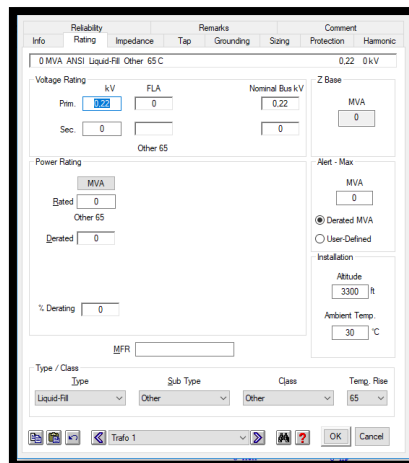 Reliability Remarks Comment
Info Rating Impedance Tap Grounding Sizing Protection Harmonic
0 MVA ANSI Liquid-Fill Other 65 C 0,22 0 kV
Voltage Rating Z Base
kV FLA Nominal Bus kV
Prim. 0,22 0 0,22 MVA
0
Sec. 0 0
Other 65
Power Rating Alert - Max
MVA MVA
Rated 0 0
Other 65 Derated MVA
Derated 0 User-Defined
Installation
Altitude
3300 ft
% Derating 0 Ambient Temp.
30 °C
MFR
Type / Class
Type Sub Type Class Temp. Rise
Liquid-Fill Other Other 65
Trafo 1 ? OK Cancel